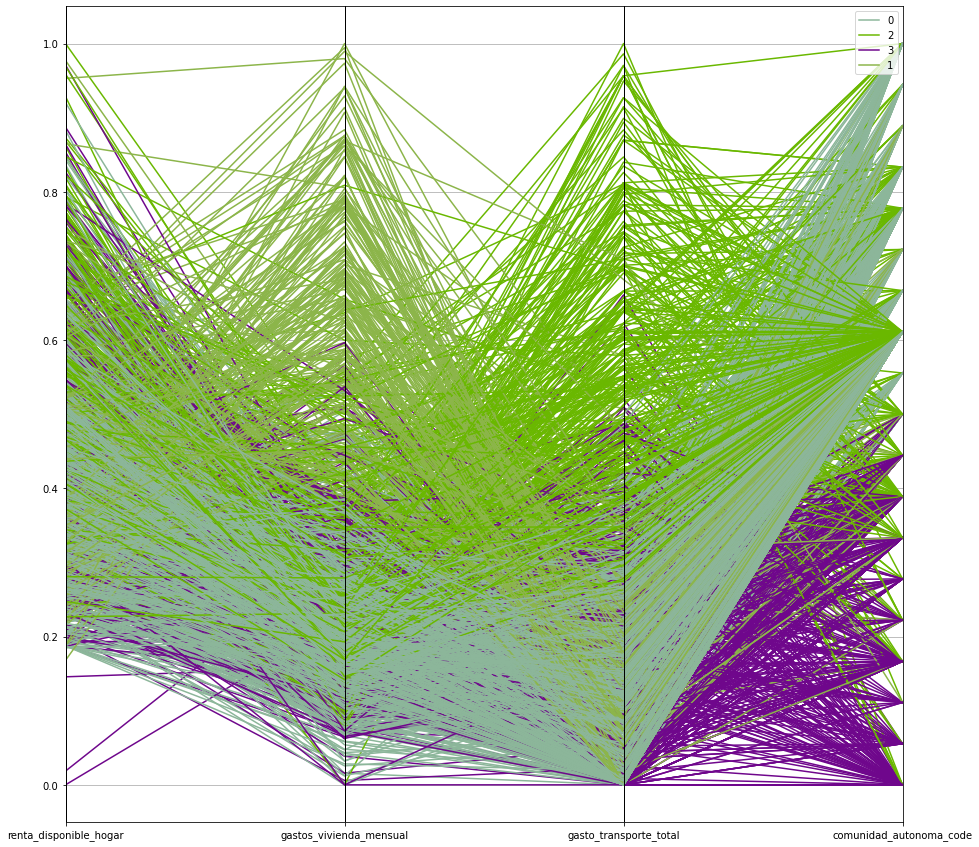 1.0
0.8
0.6
0.4
0.2
0.0
0
2
3
1
renta_disponible_hogar
gastos_vivienda_mensual
gasto_transporte_total
comunidad_autonoma_code